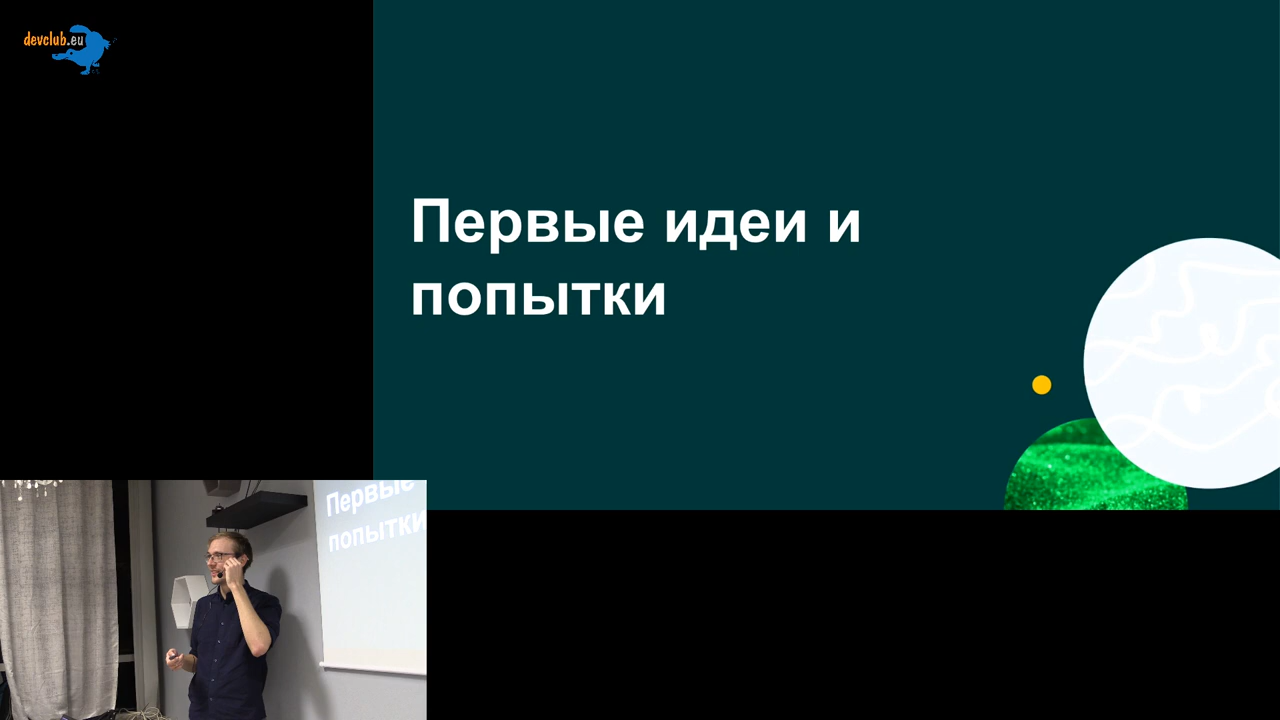 devclub.eu
Первые идеи и
попытки
Первые
попытки